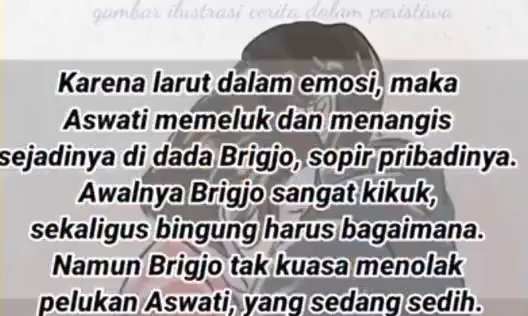 gambar ilustrasi cerita dalam peristiwa
Karena larut dalam emosi, maka
Aswati memeluk dan menangis
sejadinya di dada Brigjo, sopir pribadinya.
Awalnya Brigjo sangat kikuk,
sekaligus bingung harus bagaimana.
Namun Brigjo tak kuasa menolak
pelukan Aswati, yang sedang sedih.